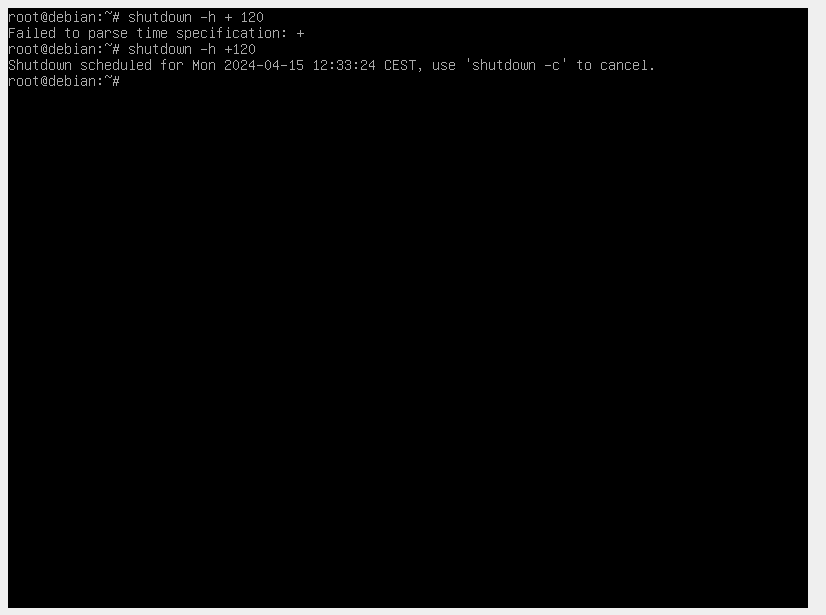 root@debian:~# shutdown -h + 120
Failed to parse time specification: +
root@debian:~# shutdown -h +120
Shutdown scheduled for Mon 2024-04-15 12:33:24 CEST, use 'shutdown -c' to cancel.
root@debian:~#